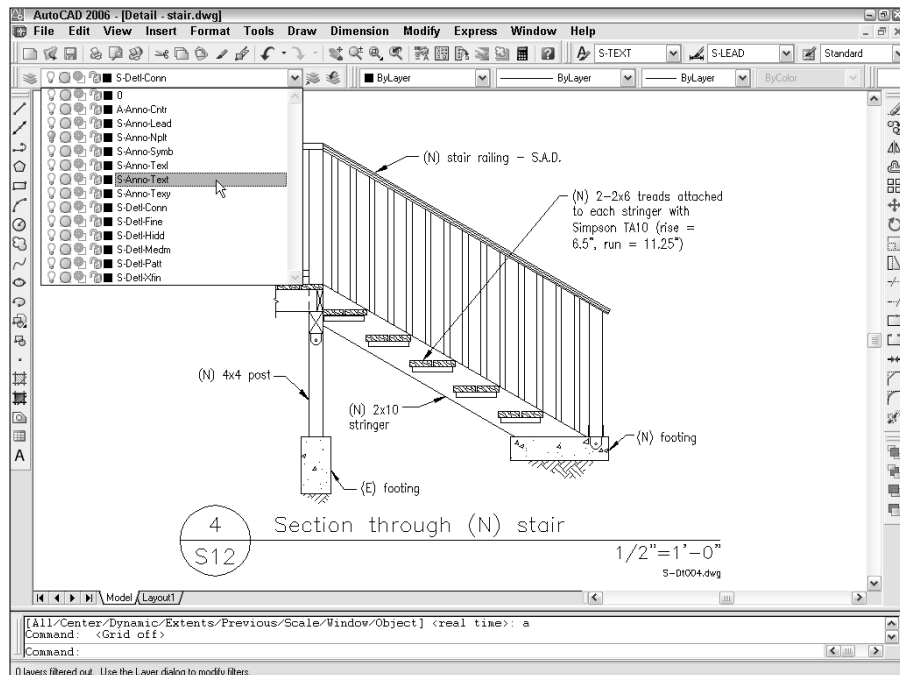 AutoCAD 2006 - [Detail - stair.dwg]
File Edit View Insert Format Tools Draw Dimension Modify Express Window Help
S-TEXT S-LEAD Standard
S-Detl-Conn ByLayer ByLayer ByLayer ByColor
0
A-Anno-Cntr
S-Anno-Lead
S-Anno-Nplt
S-Anno-Symb
S-Anno-Texl
S-Anno-Text
S-Anno-Texy
S-Detl-Conn
S-Detl-Fine
S-Detl-Hidd
S-Detl-Medm
S-Detl-Patt
S-Detl-Xfin
(N) stair railing - S.A.D.
(N) 2-2x6 treads attached
to each stringer with
Simpson TA10 (rise =
6.5", run = 11.25")
(N) 4x4 post
(N) 2x10
stringer
(N) footing
(E) footing
4
S12
Section through (N) stair
1/2"=1'-0"
S-Dt004.dwg
Model Layout1
[All/Center/Dynamic/Extents/Previous/Scale/Window/Object] <real time>: a
Command: <Grid off>
Command:
0 layers filtered out. Use the Layer dialog to modify filters.
A